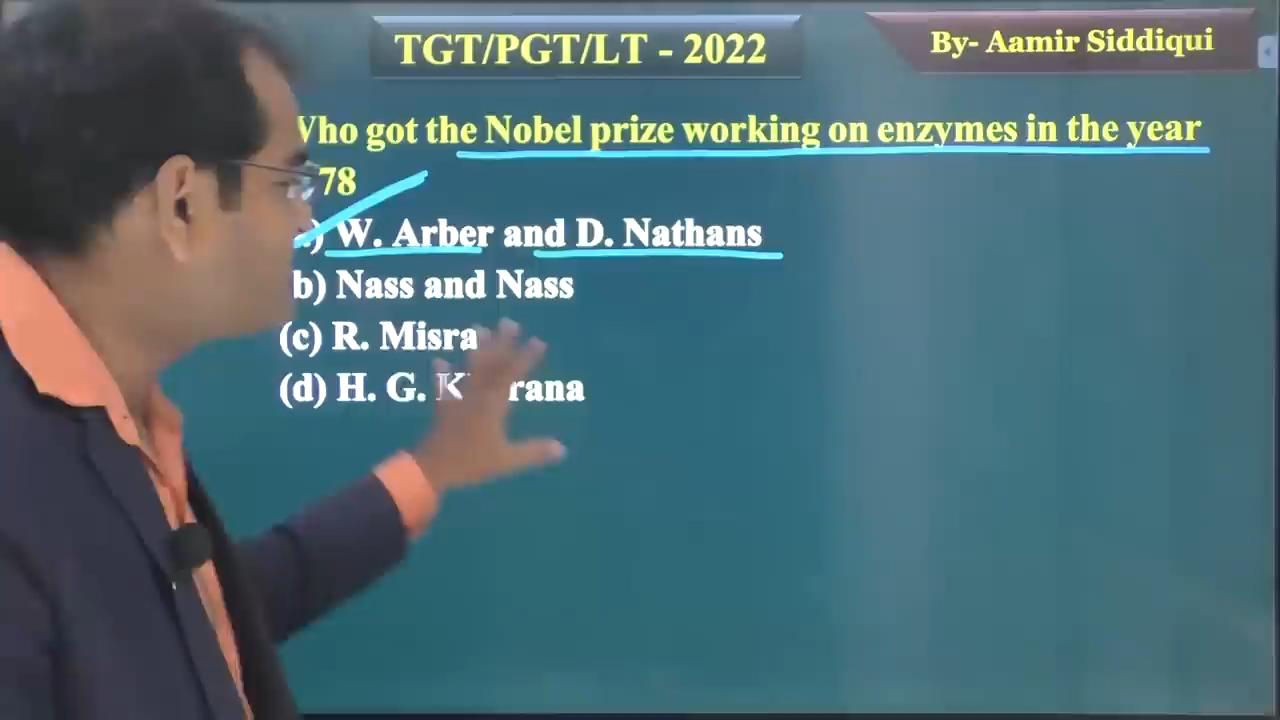 TGT/PGT/LT - 2022
By- Aamir Siddiqui
got the Nobel prize working on enzymes in the year
78
W. Arber and D. Nathans
b) Nass and Nass
(c) R. Misra
(d) H. G.